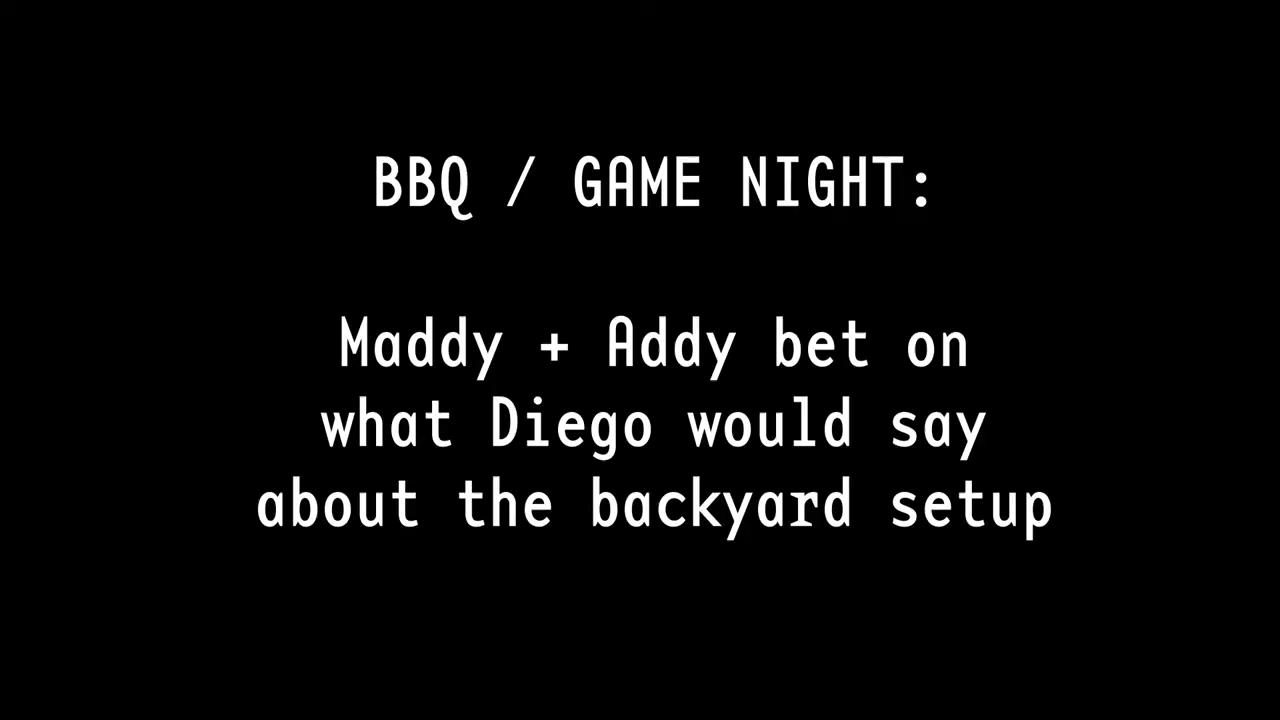 BBQ / GAME NIGHT:
Maddy + Addy bet on
what Diego would say
about the backyard setup